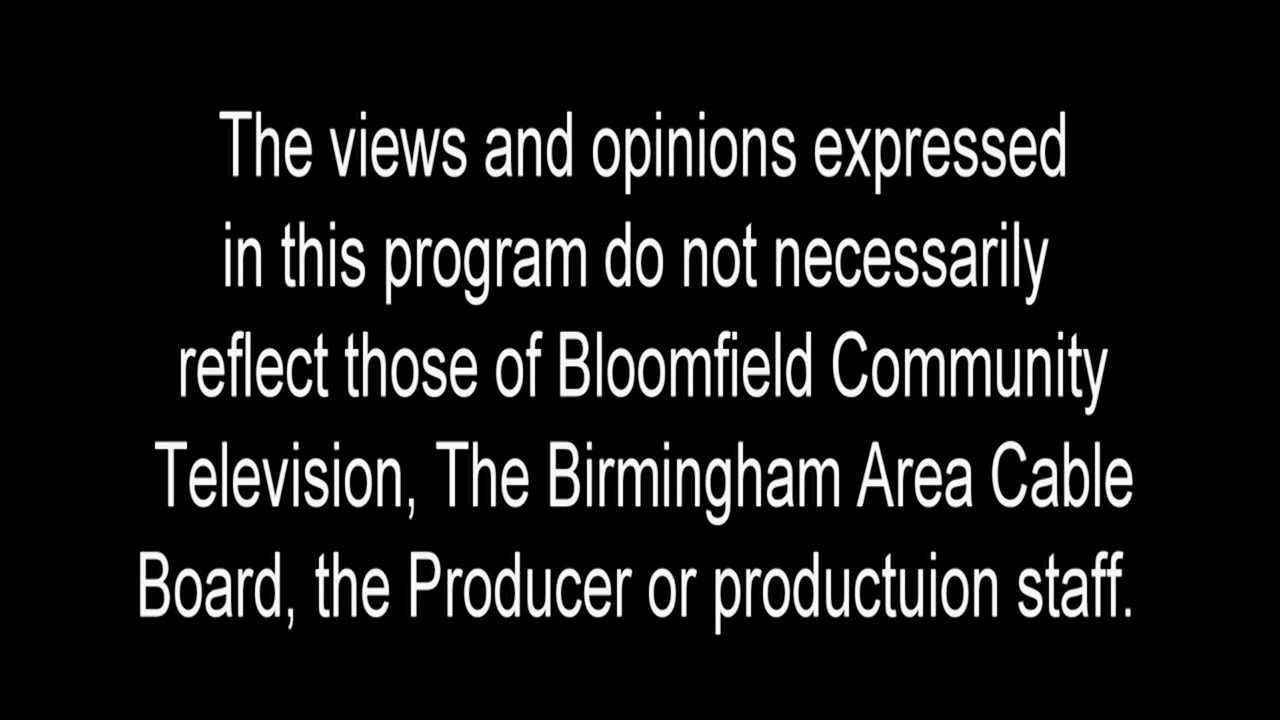 The views and opinions expressed
in this program do not necessarily
reflect those of Bloomfield Community
Television, The Birmingham Area Cable
Board, the Producer or productuion staff.